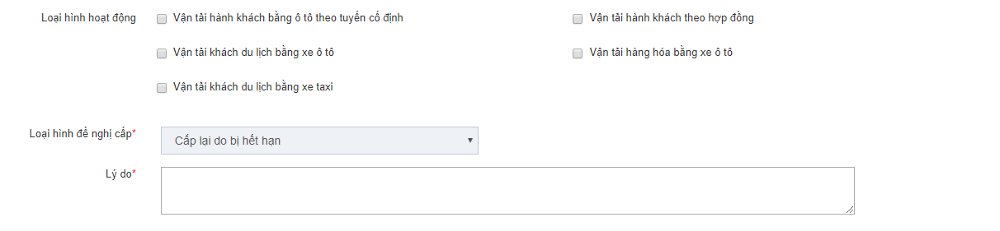 Loại hình hoạt động
Vận tải hành khách bằng ô tô theo tuyến cố định
Vận tải hành khách theo hợp đồng
Vận tải khách du lịch bằng xe ô tô
Vận tải hàng hóa bằng xe ô tô
Vận tải khách du lịch bằng xe taxi
Loại hình đề nghị cấp*
Cấp lại do bị hết hạn
Lý do*